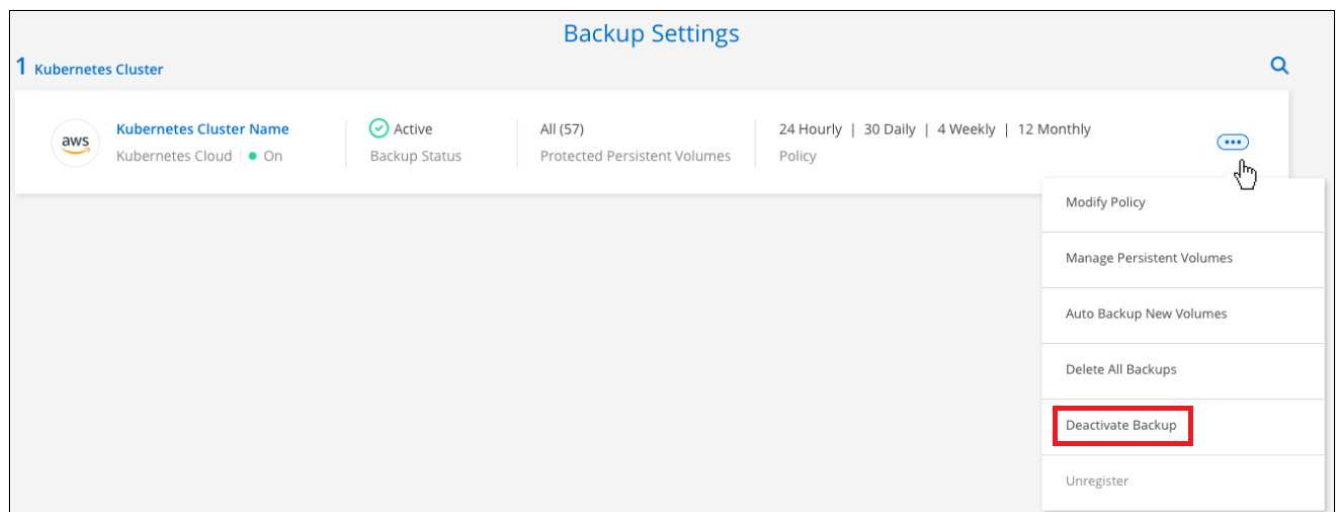 Backup Settings
1 Kubernetes Cluster
aws
Kubernetes Cluster Name
Active
All (57)
24 Hourly | 30 Daily | 4 Weekly | 12 Monthly
Kubernetes Cloud
On
Backup Status
Protected Persistent Volumes
Policy
Modify Policy
Manage Persistent Volumes
Auto Backup New Volumes
Delete All Backups
Deactivate Backup
Unregister